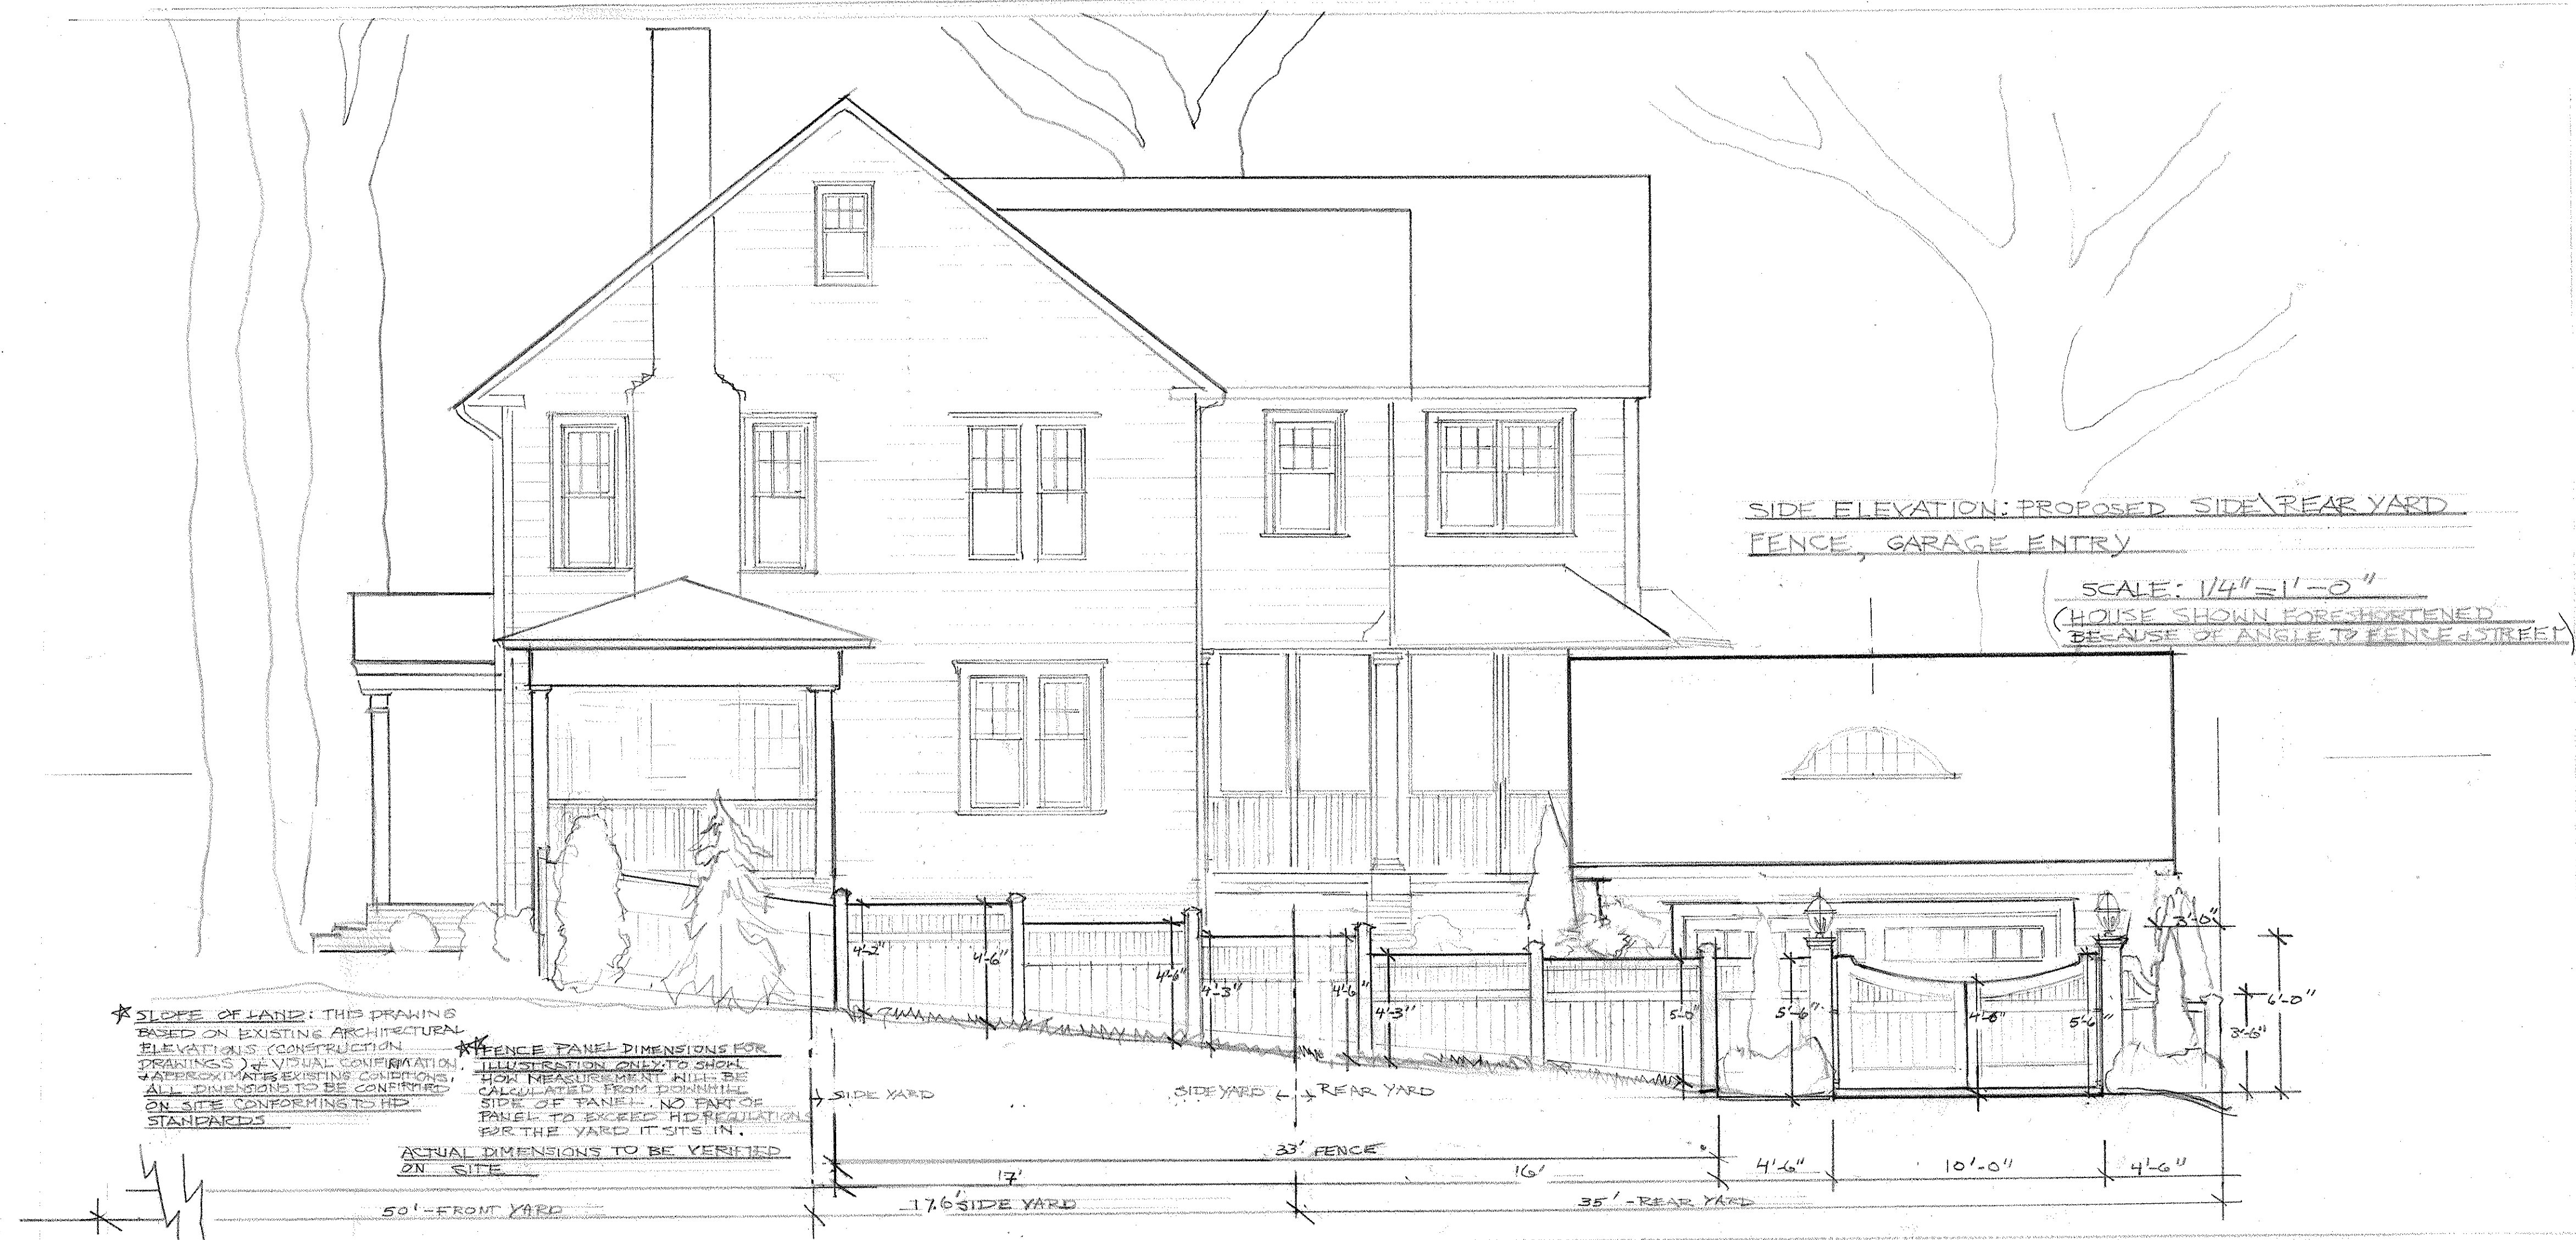 SIDE ELEVATION: PROPOSED SIDE\REAR YARD
FENCE, GARAGE ENTRY
SCALE: 1/4"=1'-0"
(HOUSE SHOWN FORESHORTENED
BECAUSE OF ANGLE TO FENCE & STREET)
3'-0"
4'-2"
4'-6"
4'-6"
4'-3"
4'-6"
4'-3"
5'-0"
5'-6"
4'-6"
5'-6"
6'-0"
3'-6"
☆ SLOPE OF LAND: THIS DRAWING
BASED ON EXISTING ARCHITECTURAL
ELEVATIONS (CONSTRUCTION
DRAWINGS) & VISUAL CONFIRMATION.
& APPROXIMATES EXISTING CONDITIONS.
ALL DIMENSIONS TO BE CONFIRMED
ON SITE CONFORMING TO HD
STANDARDS
☆☆ FENCE PANEL DIMENSIONS FOR
ILLUSTRATION ONLY: TO SHOW
HOW MEASUREMENT WILL BE
CALCULATED FROM DOWNHILL
SIDE OF PANEL. NO PART OF
PANEL TO EXCEED HD REGULATIONS
FOR THE YARD IT SITS IN.
ACTUAL DIMENSIONS TO BE VERIFIED
ON SITE
→ SIDE YARD
SIDE YARD ← → REAR YARD
33' FENCE
17'
16'
4'-6"
10'-0"
4'-6"
50'-FRONT YARD
17.6' SIDE YARD
35'-REAR YARD